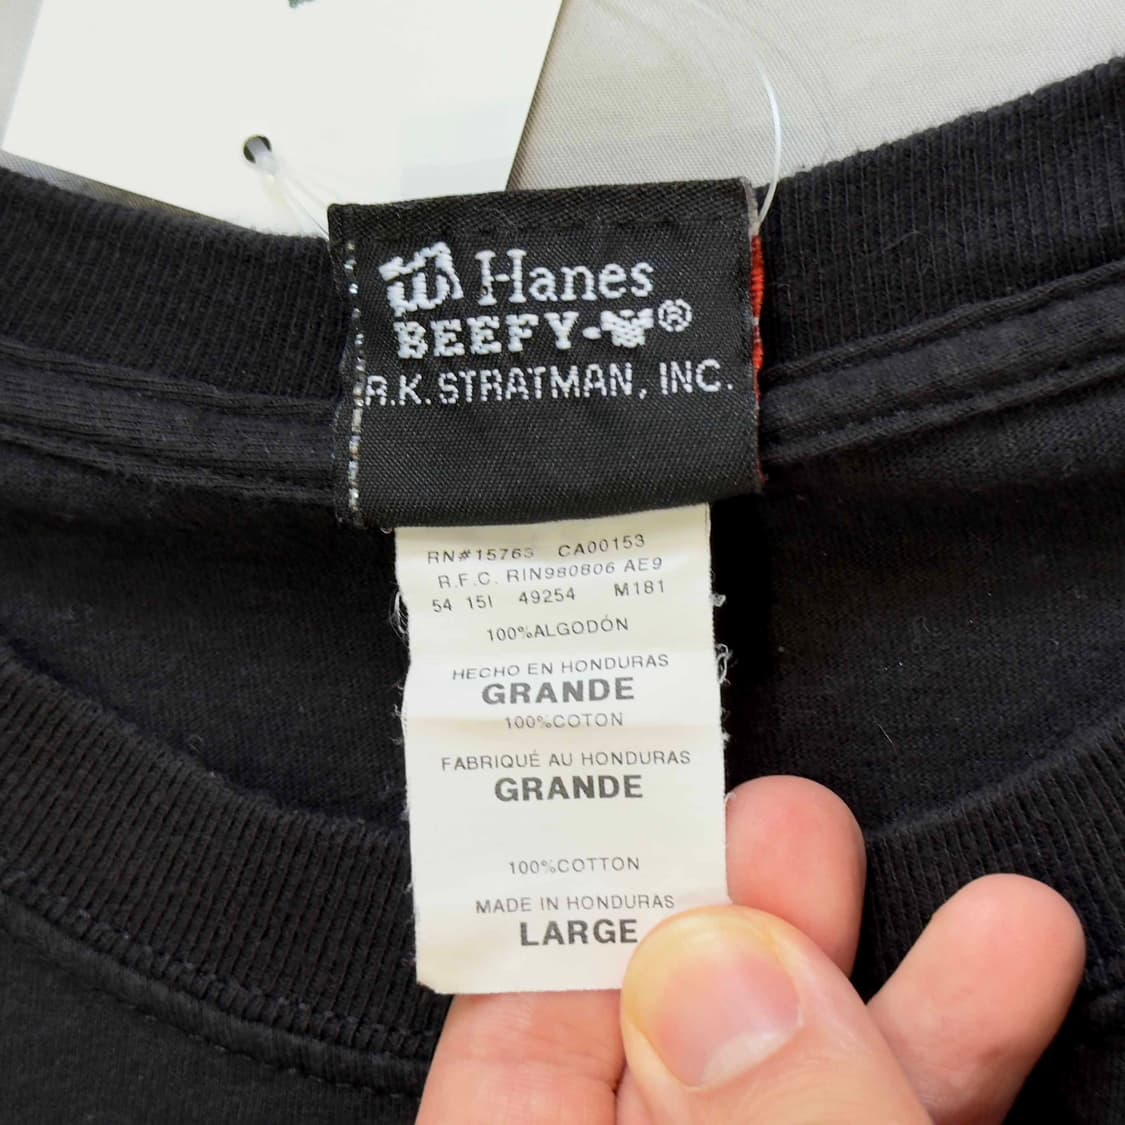 Hanes
BEEFY-T®
R.K. STRATMAN, INC.
RN#15763 CA00153
R.F.C. RIN980806 AE9
54 15I 49254 M181
100%ALGODÓN
HECHO EN HONDURAS
GRANDE
100%COTON
FABRIQUÉ AU HONDURAS
GRANDE
100%COTTON
MADE IN HONDURAS
LARGE